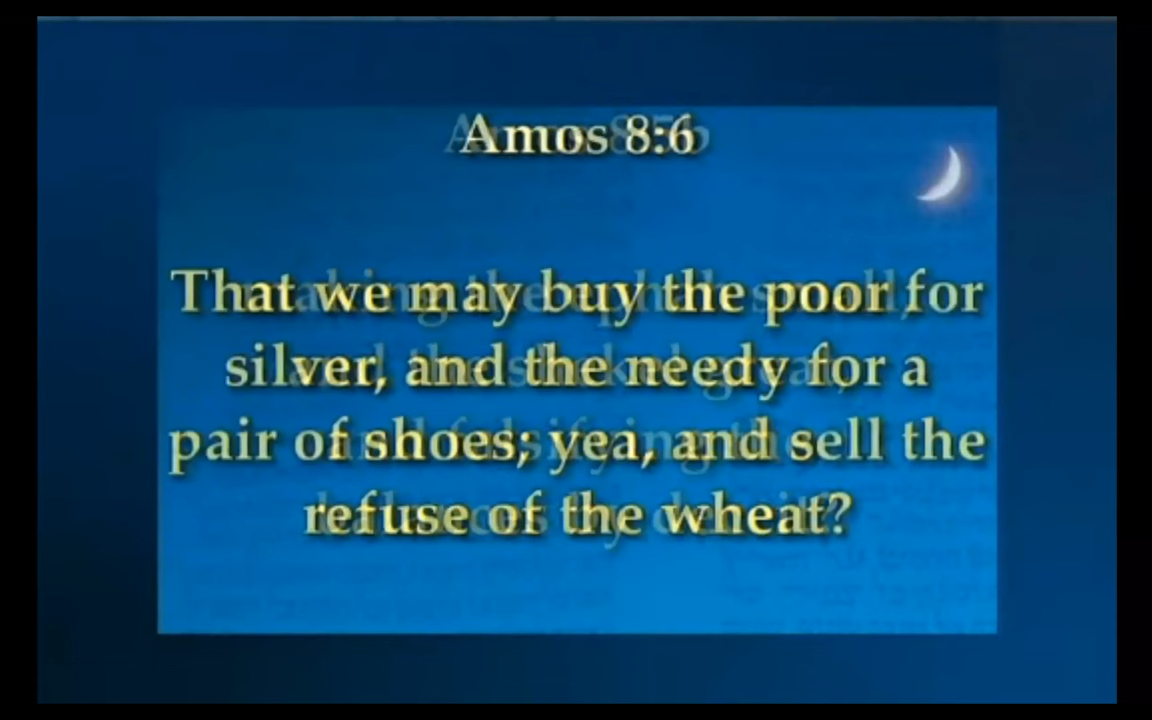 Amos 8:6
That we may buy the poor for
silver, and the needy for a
pair of shoes; yea, and sell the
refuse of the wheat?